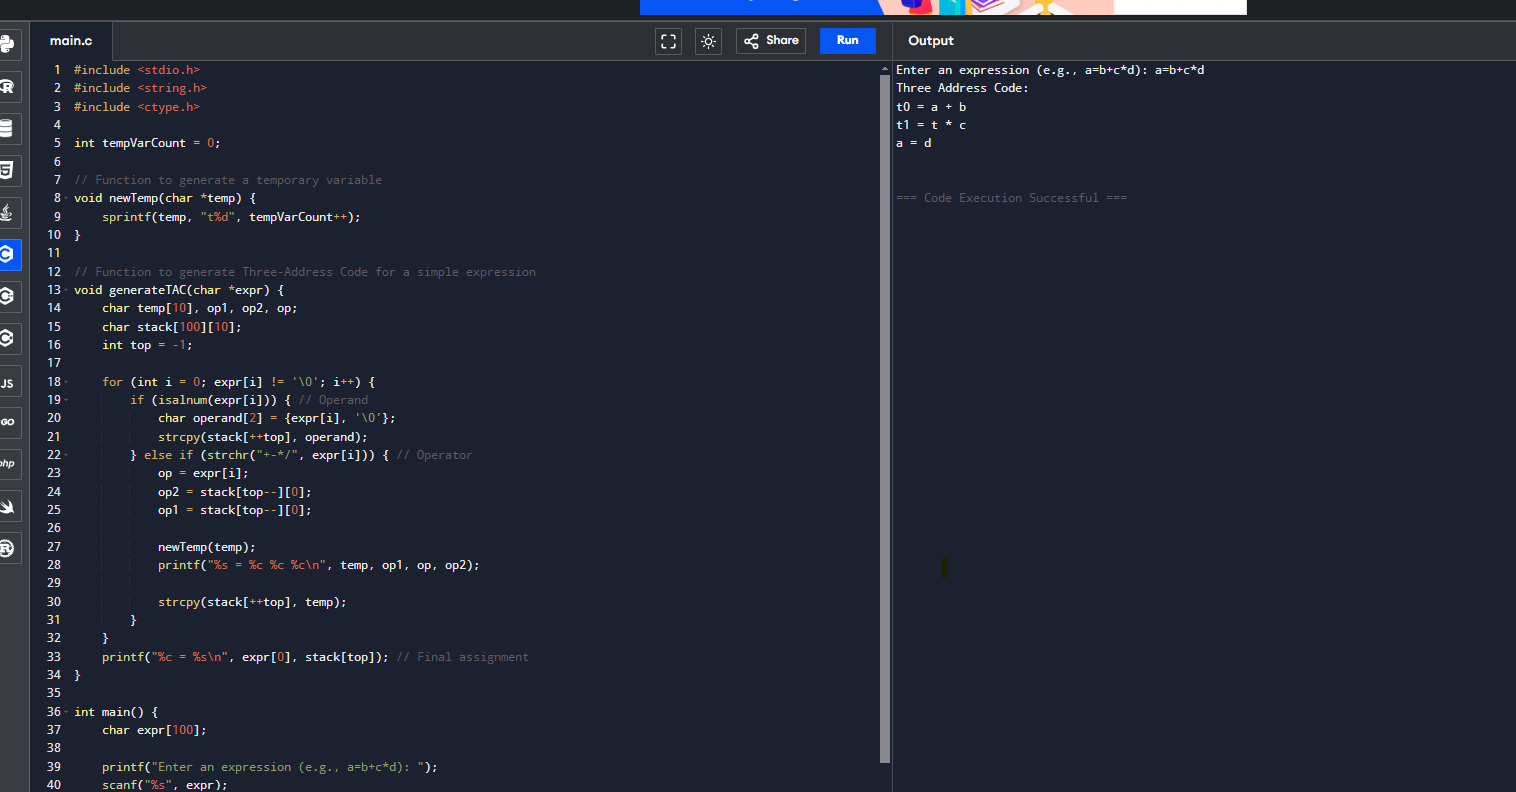 main.c
Share
Run
Output
1 #include <stdio.h>
2 #include <string.h>
3 #include <ctype.h>
4
5 int tempVarCount = 0;
6
7 // Function to generate a temporary variable
8 void newTemp(char *temp) {
9     sprintf(temp, "t%d", tempVarCount++);
10 }
11
12 // Function to generate Three-Address Code for a simple expression
13 void generateTAC(char *expr) {
14     char temp[10], op1, op2, op;
15     char stack[100][10];
16     int top = -1;
17
18     for (int i = 0; expr[i] != '\0'; i++) {
19         if (isalnum(expr[i])) { // Operand
20             char operand[2] = {expr[i], '\0'};
21             strcpy(stack[++top], operand);
22         } else if (strchr("+-*/", expr[i])) { // Operator
23             op = expr[i];
24             op2 = stack[top--][0];
25             op1 = stack[top--][0];
26
27             newTemp(temp);
28             printf("%s = %c %c %c\n", temp, op1, op, op2);
29
30             strcpy(stack[++top], temp);
31         }
32     }
33     printf("%c = %s\n", expr[0], stack[top]); // Final assignment
34 }
35
36 int main() {
37     char expr[100];
38
39     printf("Enter an expression (e.g., a=b+c*d): ");
40     scanf("%s", expr);
Enter an expression (e.g., a=b+c*d): a=b+c*d
Three Address Code:
t0 = a + b
t1 = t * c
a = d
=== Code Execution Successful ===
R
JS
GO
php